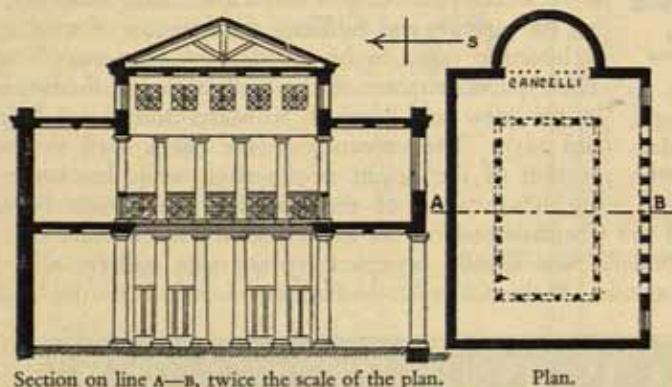 S
CANCELLI
A
B
Section on line A—B, twice the scale of the plan.
Plan.